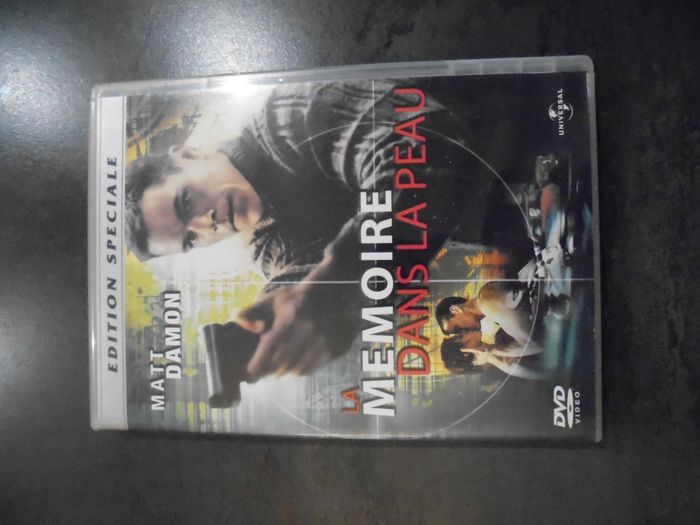 EDITION SPECIALE
MATT
DAMON
LA
MEMOIRE
DANS LA PEAU
DVD
VIDEO
UNIVERSAL